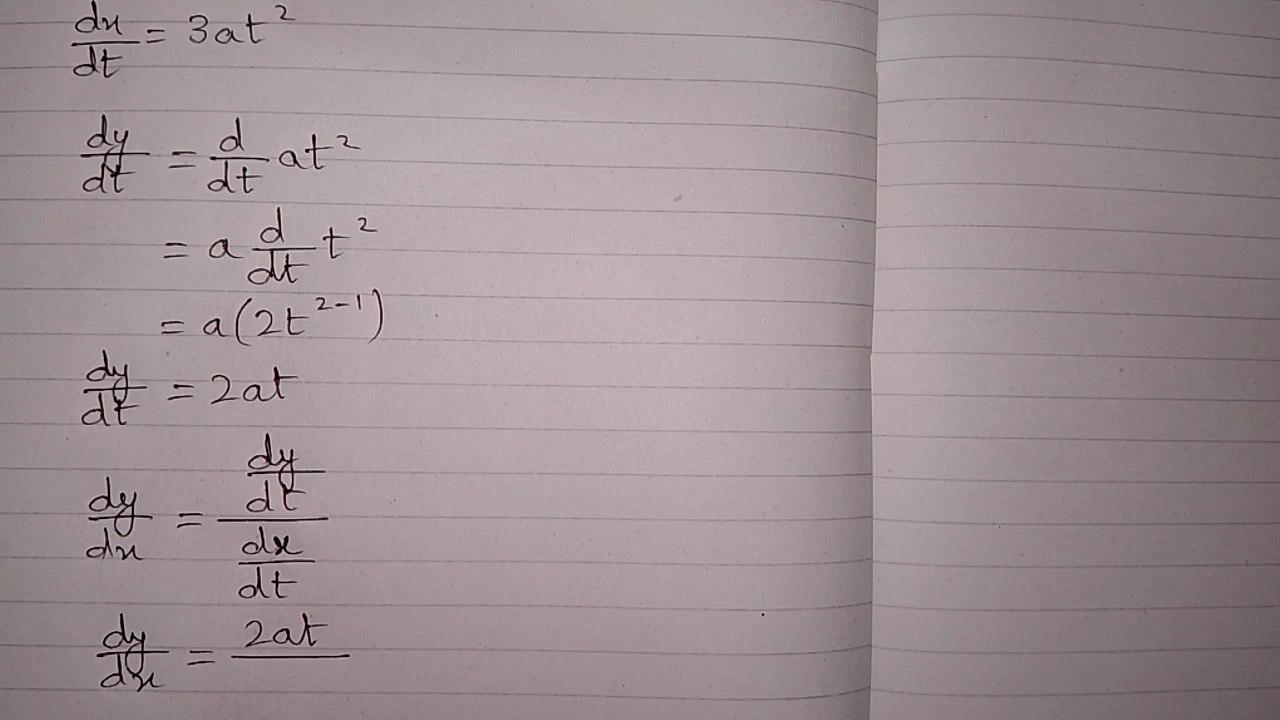 dx/dt = 3at²
dy/dt = d/dt at²
= a d/dt t²
= a(2t²⁻¹)
dy/dt = 2at
dy/dx = (dy/dt)/(dx/dt)
dy/dx = 2at/